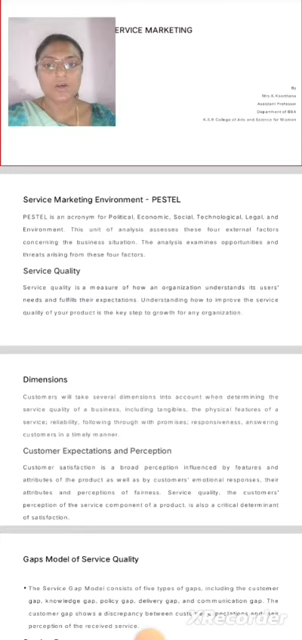 ERVICE MARKETING
By
Mrs.K.Kowthana
Assistant Professor
Department of BBA
K.S.R College of Arts and Science for Women
Service Marketing Environment - PESTEL
PESTEL is an acronym for Political, Economic, Social, Technological, Legal, and
Environment. This unit of analysis assesses these four external factors
concerning the business situation. The analysis examines opportunities and
threats arising from these four factors.
Service Quality
Service quality is a measure of how an organization understands its users'
needs and fulfills their expectations. Understanding how to improve the service
quality of your product is the key step to growth for any organization.
Dimensions
Customers will take several dimensions into account when determining the
service quality of a business, including tangibles, the physical features of a
service; reliability, following through with promises; responsiveness, answering
customers in a timely manner.
Customer Expectations and Perception
Customer satisfaction is a broad perception influenced by features and
attributes of the product as well as by customers' emotional responses, their
attributes and perceptions of fairness. Service quality, the customers'
perception of the service component of a product, is also a critical determinant
of satisfaction.
Gaps Model of Service Quality
• The Service Gap Model consists of five types of gaps, including the customer
gap, knowledge gap, policy gap, delivery gap, and communication gap. The
customer gap shows a discrepancy between
perception of the received service.
XRecorder